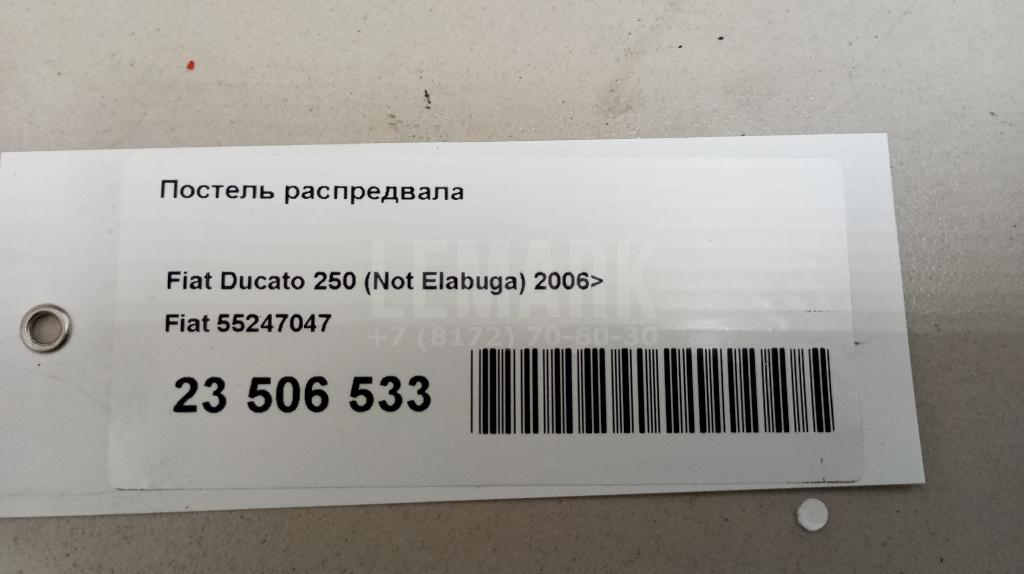 Постель распредвала
LEMARK
Fiat Ducato 250 (Not Elabuga) 2006>
Fiat 55247047
+7 (8172) 70-60-30
23 506 533